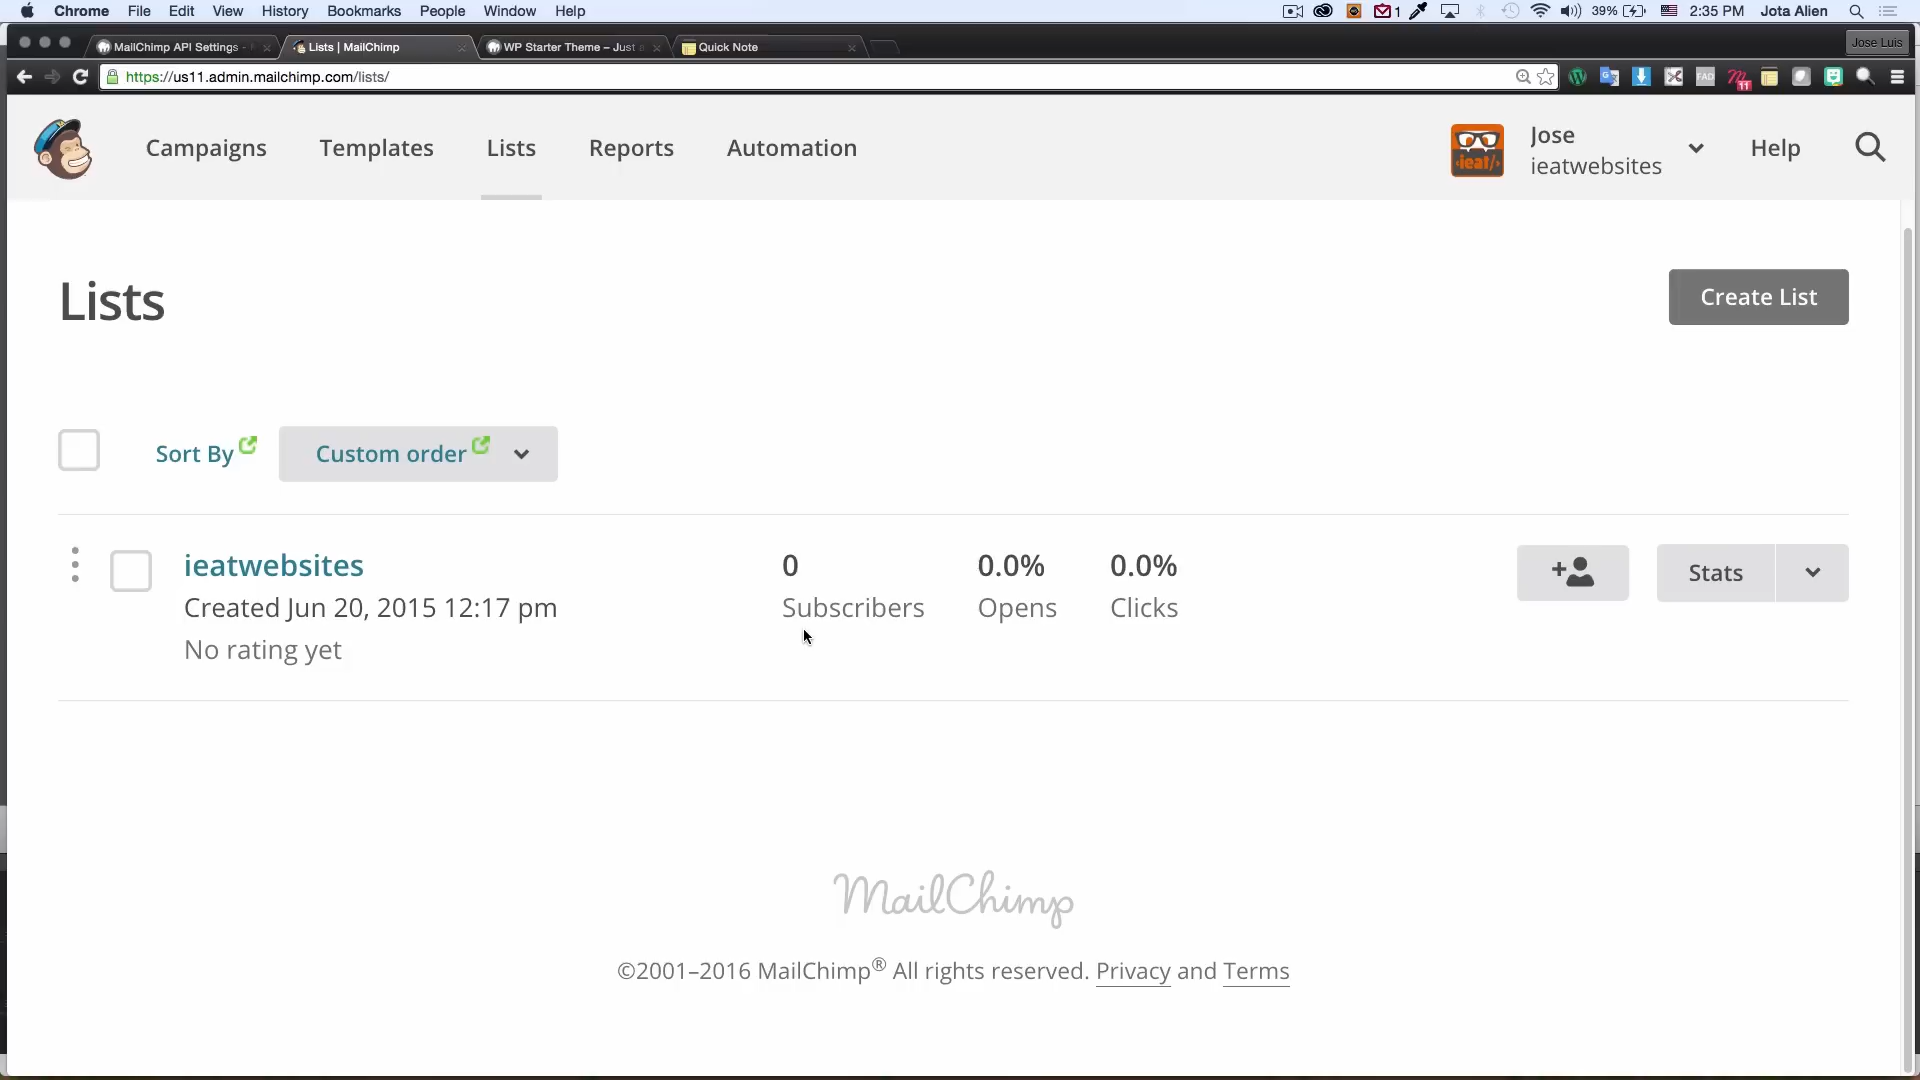 Chrome File Edit View History Bookmarks People Window Help 1 39% 2:35 PM Jota Alien
MailChimp API Settings - Lists | MailChimp WP Starter Theme – Just Quick Note Jose Luis
https://us11.admin.mailchimp.com/lists/ FAD 11
Campaigns Templates Lists Reports Automation ieat/> Jose Help
ieatwebsites
Lists Create List
Sort By Custom order
ieatwebsites 0 0.0% 0.0% Stats
Created Jun 20, 2015 12:17 pm Subscribers Opens Clicks
No rating yet
MailChimp
©2001–2016 MailChimp® All rights reserved. Privacy and Terms